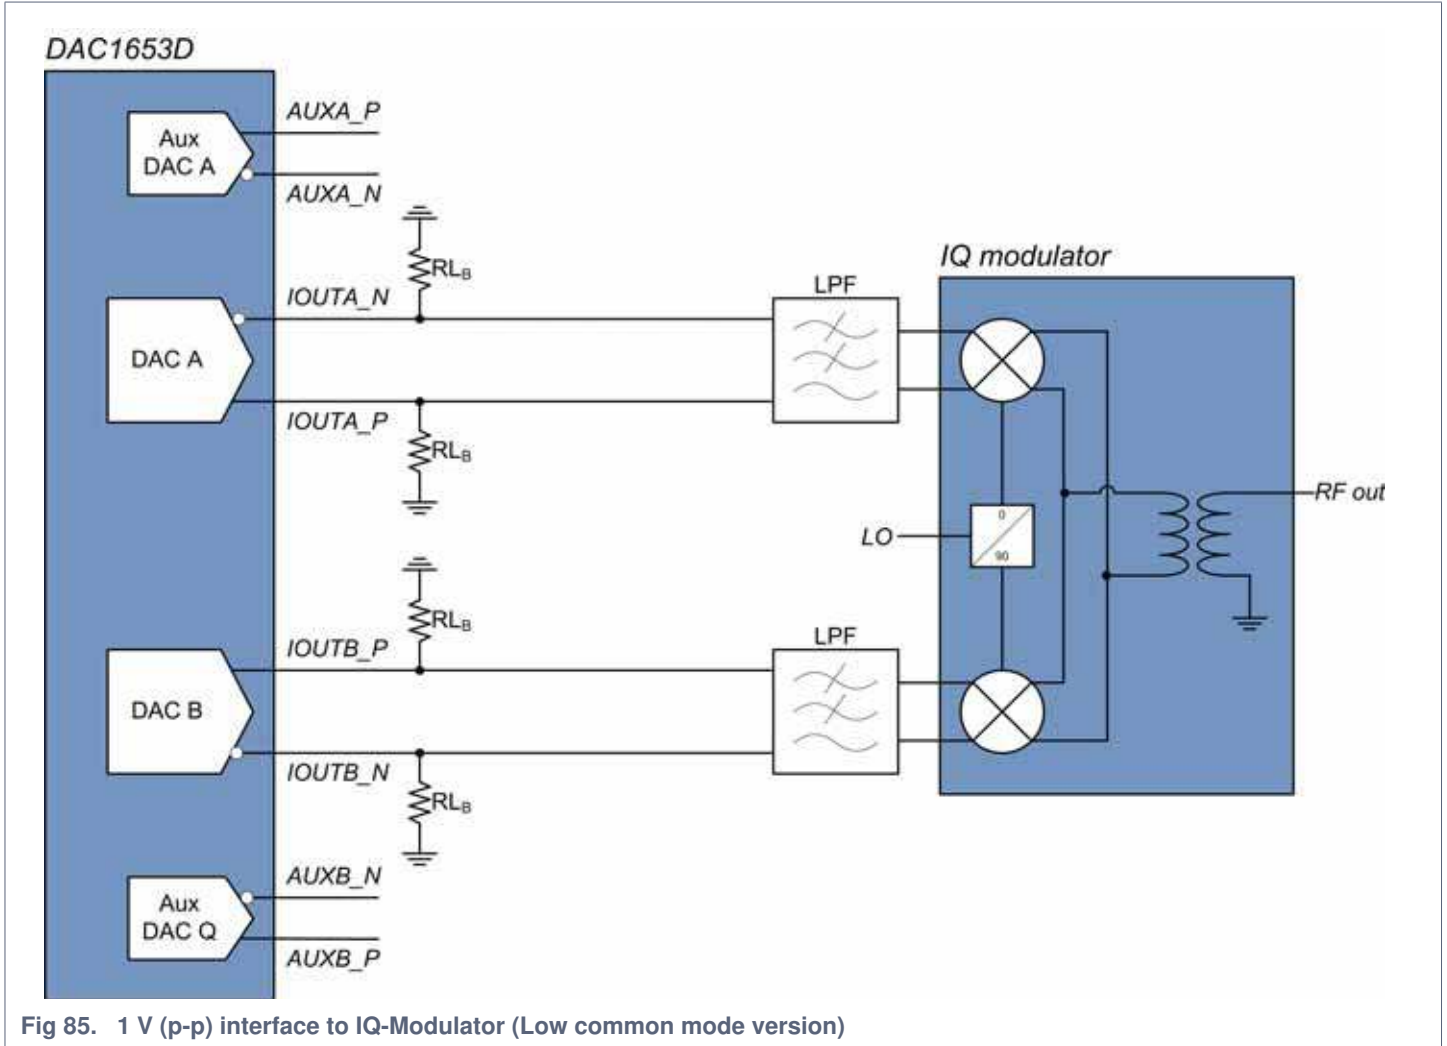 DAC1653D
Aux
DAC A
AUXA_P
AUXA_N
RLB
IOUTA_N
DAC A
IOUTA_P
RLB
LPF
IQ modulator
0
90
LO
RF out
RLB
IOUTB_P
DAC B
IOUTB_N
RLB
LPF
AUXB_N
Aux
DAC Q
AUXB_P
Fig 85. 1 V (p-p) interface to IQ-Modulator (Low common mode version)